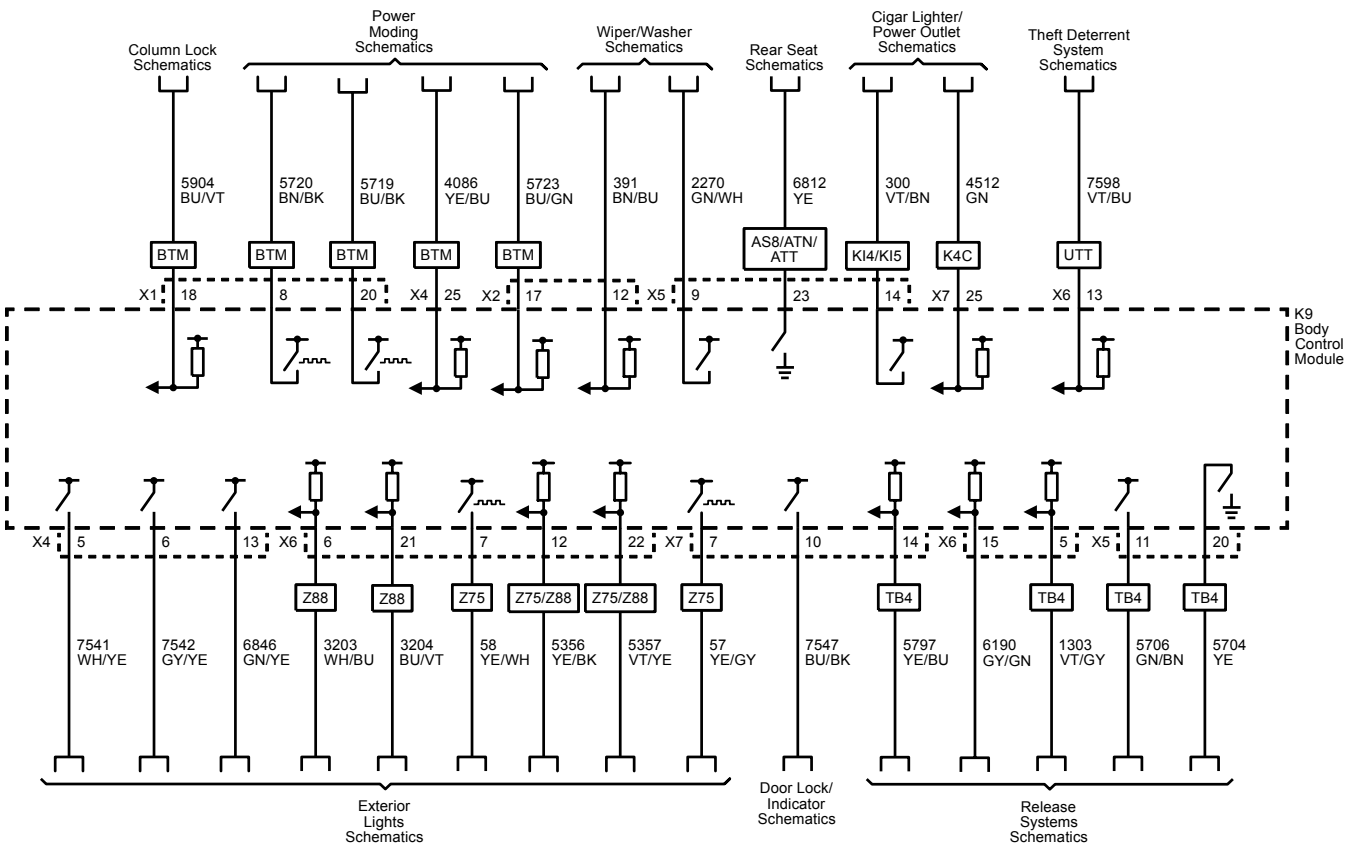 Column Lock
Schematics
Power
Moding
Schematics
Wiper/Washer
Schematics
Rear Seat
Schematics
Cigar Lighter/
Power Outlet
Schematics
Theft Deterrent
System
Schematics
5904
BU/VT
5720
BN/BK
5719
BU/BK
4086
YE/BU
5723
BU/GN
391
BN/BU
2270
GN/WH
6812
YE
300
VT/BN
4512
GN
7598
VT/BU
BTM
BTM
BTM
BTM
BTM
AS8/ATN/
ATT
KI4/KI5
K4C
UTT
X1 18 8 20 X4 25 X2 17 12 X5 9 23 14 X7 25 X6 13
K9
Body
Control
Module
X4 5 6 13 X6 6 21 7 12 22 X7 7 10 14 X6 15 5 X5 11 20
Z88
Z88
Z75
Z75/Z88
Z75/Z88
Z75
TB4
TB4
TB4
TB4
7541
WH/YE
7542
GY/YE
6846
GN/YE
3203
WH/BU
3204
BU/VT
58
YE/WH
5356
YE/BK
5357
VT/YE
57
YE/GY
7547
BU/BK
5797
YE/BU
6190
GY/GN
1303
VT/GY
5706
GN/BN
5704
YE
Exterior
Lights
Schematics
Door Lock/
Indicator
Schematics
Release
Systems
Schematics